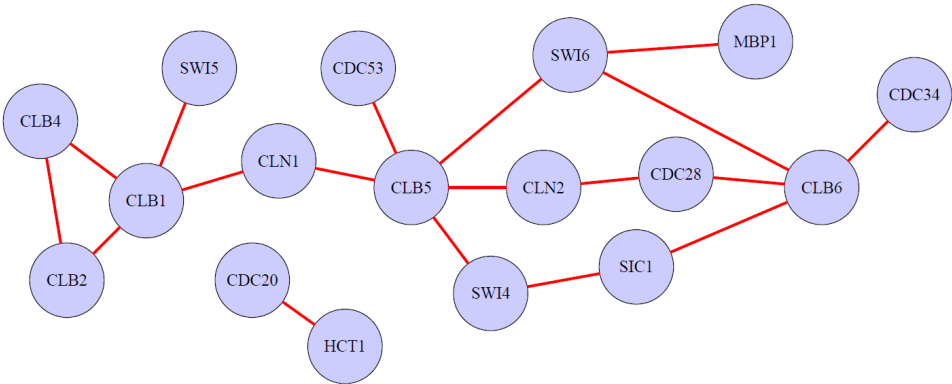 MBP1
SWI6
SWI5
CDC53
CDC34
CLB4
CLN1
CLB1
CLB5
CLN2
CDC28
CLB6
CLB2
CDC20
SWI4
SIC1
HCT1